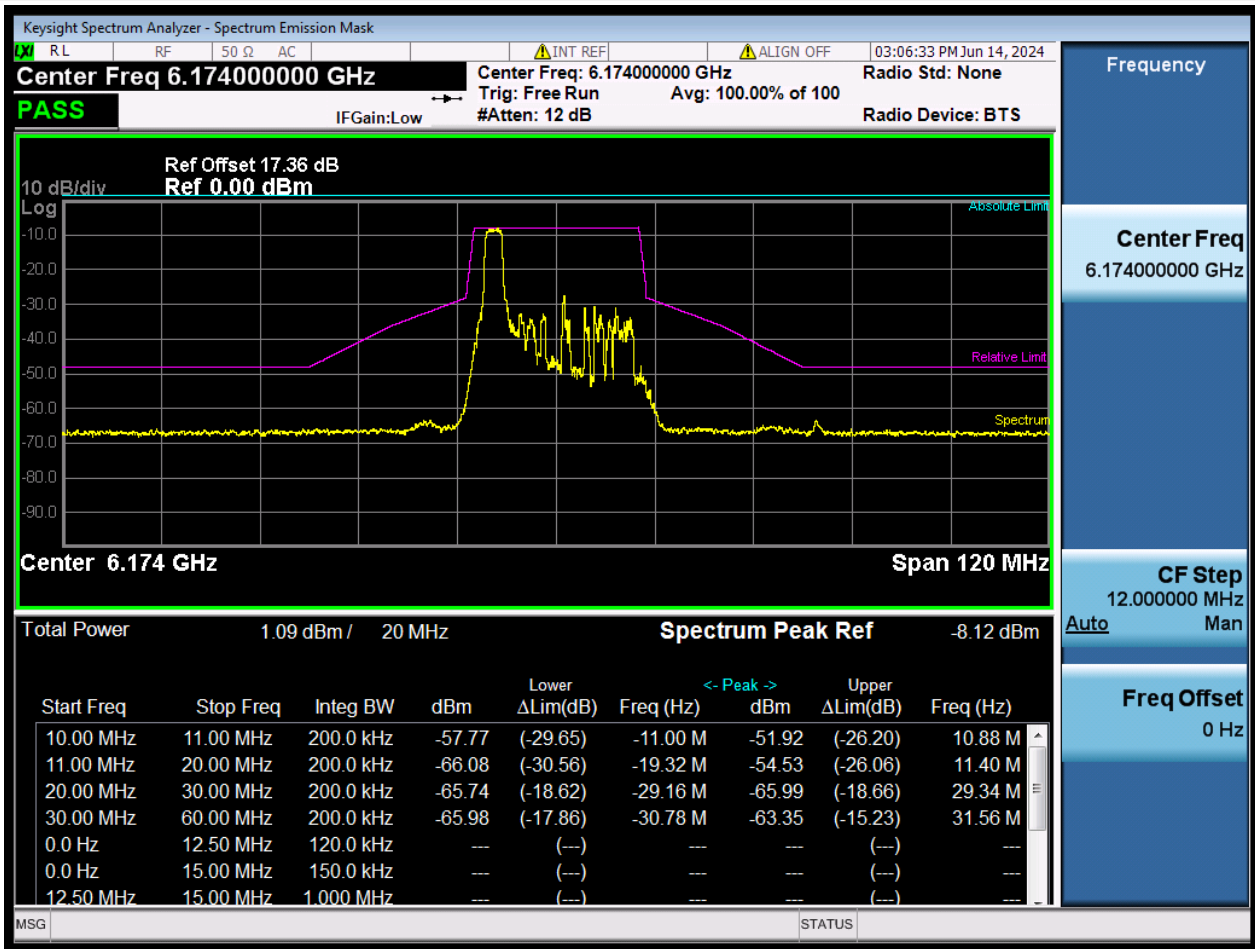 Keysight Spectrum Analyzer - Spectrum Emission Mask
LXI RL RF 50 Ω AC INT REF ALIGN OFF 03:06:33 PM Jun 14, 2024
Center Freq 6.174000000 GHz
PASS
IFGain:Low
Center Freq: 6.174000000 GHz
Trig: Free Run Avg: 100.00% of 100
#Atten: 12 dB
Radio Std: None
Radio Device: BTS
Ref Offset 17.36 dB
10 dB/div Ref 0.00 dBm
Log
Absolute Limit
-10.0
-20.0
-30.0
-40.0
Relative Limit
-50.0
-60.0
Spectrum
-70.0
-80.0
-90.0
Center 6.174 GHz Span 120 MHz
Total Power 1.09 dBm / 20 MHz Spectrum Peak Ref -8.12 dBm
Lower <- Peak -> Upper
Start Freq Stop Freq Integ BW dBm ΔLim(dB) Freq (Hz) dBm ΔLim(dB) Freq (Hz)
10.00 MHz 11.00 MHz 200.0 kHz -57.77 (-29.65) -11.00 M -51.92 (-26.20) 10.88 M
11.00 MHz 20.00 MHz 200.0 kHz -66.08 (-30.56) -19.32 M -54.53 (-26.06) 11.40 M
20.00 MHz 30.00 MHz 200.0 kHz -65.74 (-18.62) -29.16 M -65.99 (-18.66) 29.34 M
30.00 MHz 60.00 MHz 200.0 kHz -65.98 (-17.86) -30.78 M -63.35 (-15.23) 31.56 M
0.0 Hz 12.50 MHz 120.0 kHz --- (---) --- --- (---) ---
0.0 Hz 15.00 MHz 150.0 kHz --- (---) --- --- (---) ---
12.50 MHz 15.00 MHz 1.000 MHz --- (---) --- --- (---) ---
MSG STATUS
Frequency
Center Freq
6.174000000 GHz
CF Step
12.000000 MHz
Auto Man
Freq Offset
0 Hz